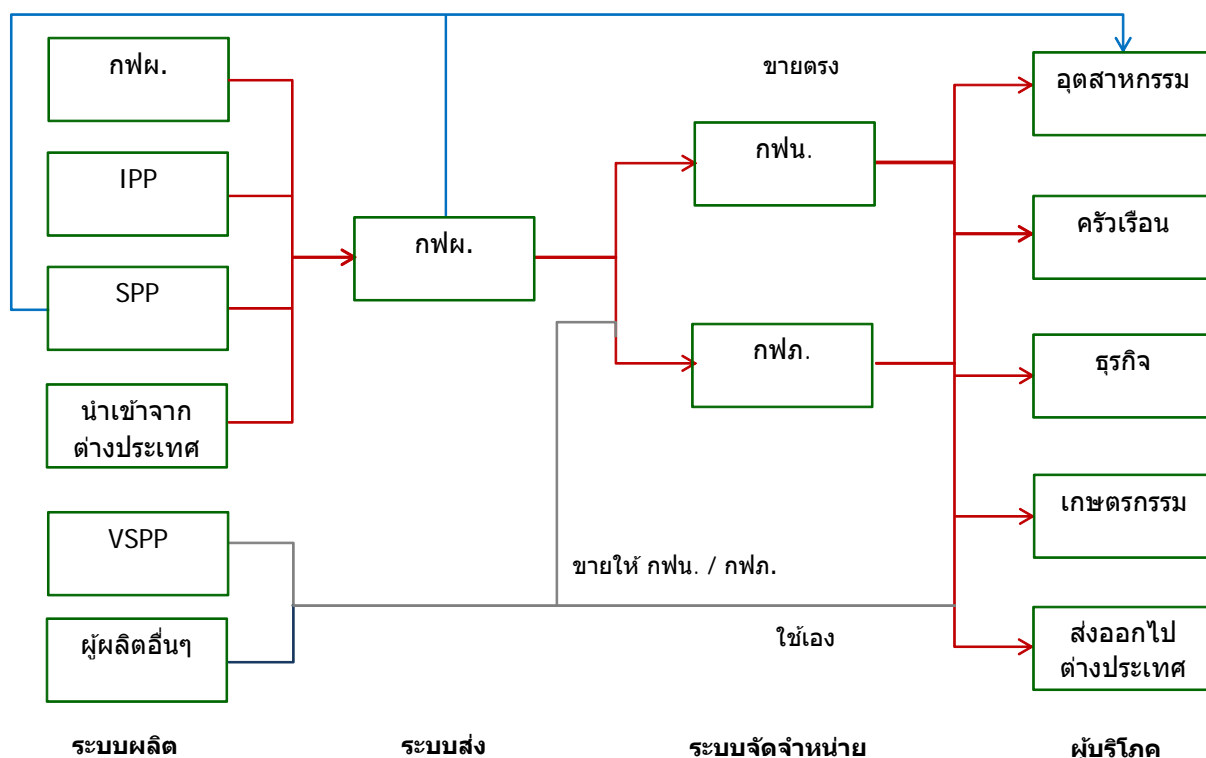 กฟผ.
IPP
SPP
นำเข้าจาก
ต่างประเทศ
VSPP
ผู้ผลิตอื่นๆ
ระบบผลิต
กฟผ.
ระบบส่ง
ขายตรง
กฟน.
กฟภ.
ขายให้ กฟน. / กฟภ.
ใช้เอง
ระบบจัดจำหน่าย
อุตสาหกรรม
ครัวเรือน
ธุรกิจ
เกษตรกรรม
ส่งออกไป
ต่างประเทศ
ผู้บริโภค